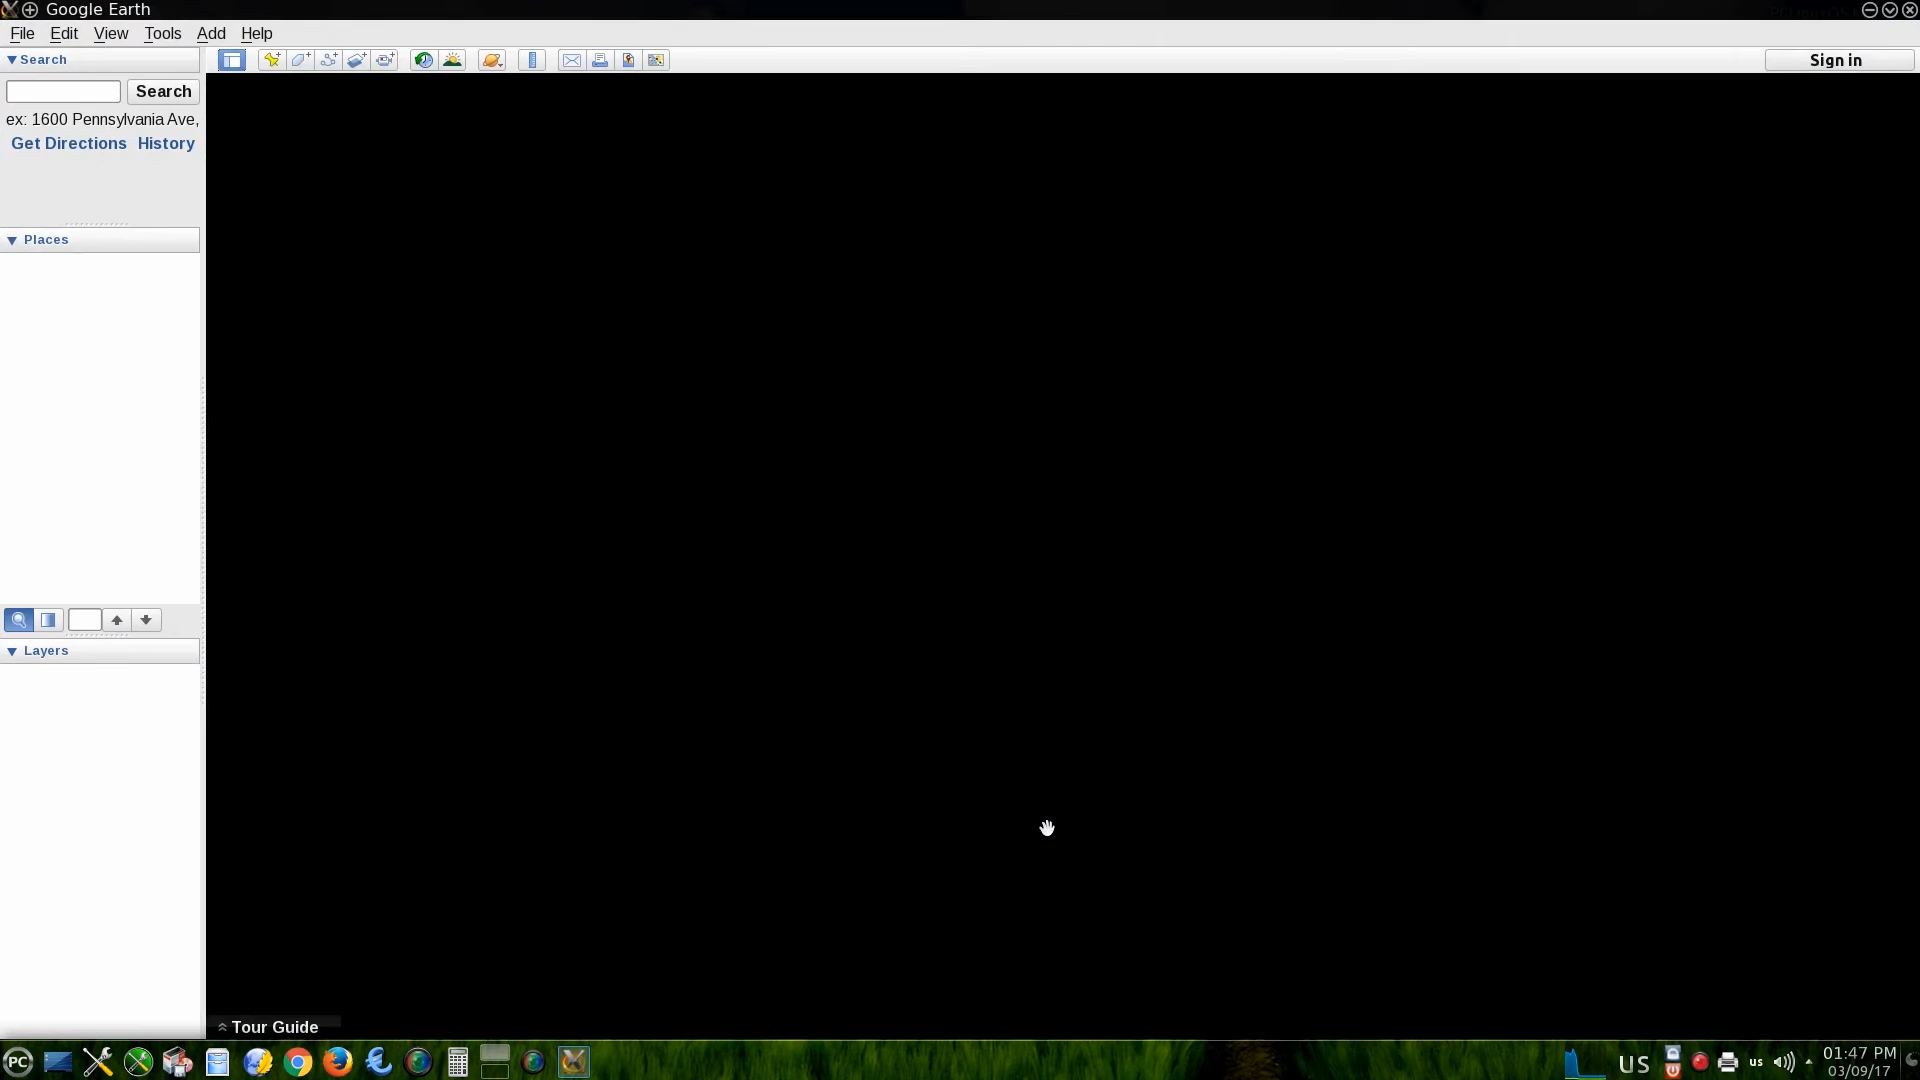 Google Earth
File Edit View Tools Add Help
Search
Sign in
Search
ex: 1600 Pennsylvania Ave,
Get Directions History
Places
Layers
Tour Guide
PC
US
us
01:47 PM
03/09/17